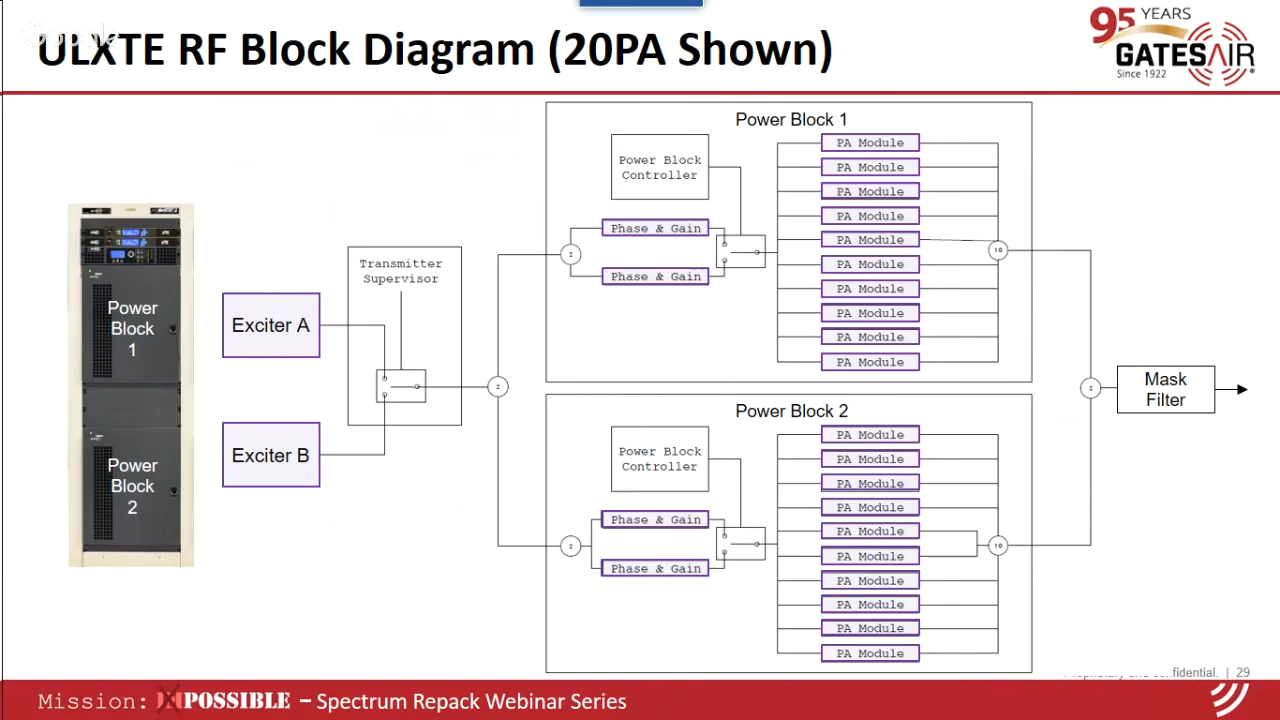 ULXTE RF Block Diagram (20PA Shown)
95 YEARS
GATESAIR
Since 1922
Power
Block
1
Power
Block
2
Exciter A
Exciter B
Transmitter
Supervisor
2
Power Block 1
Power Block
Controller
Phase & Gain
2
Phase & Gain
PA Module
PA Module
PA Module
PA Module
PA Module
PA Module
PA Module
PA Module
PA Module
PA Module
10
Power Block 2
Power Block
Controller
Phase & Gain
2
Phase & Gain
PA Module
PA Module
PA Module
PA Module
PA Module
PA Module
PA Module
PA Module
PA Module
PA Module
10
2
Mask
Filter
Proprietary and confidential. | 29
Mission: IMPOSSIBLE – Spectrum Repack Webinar Series